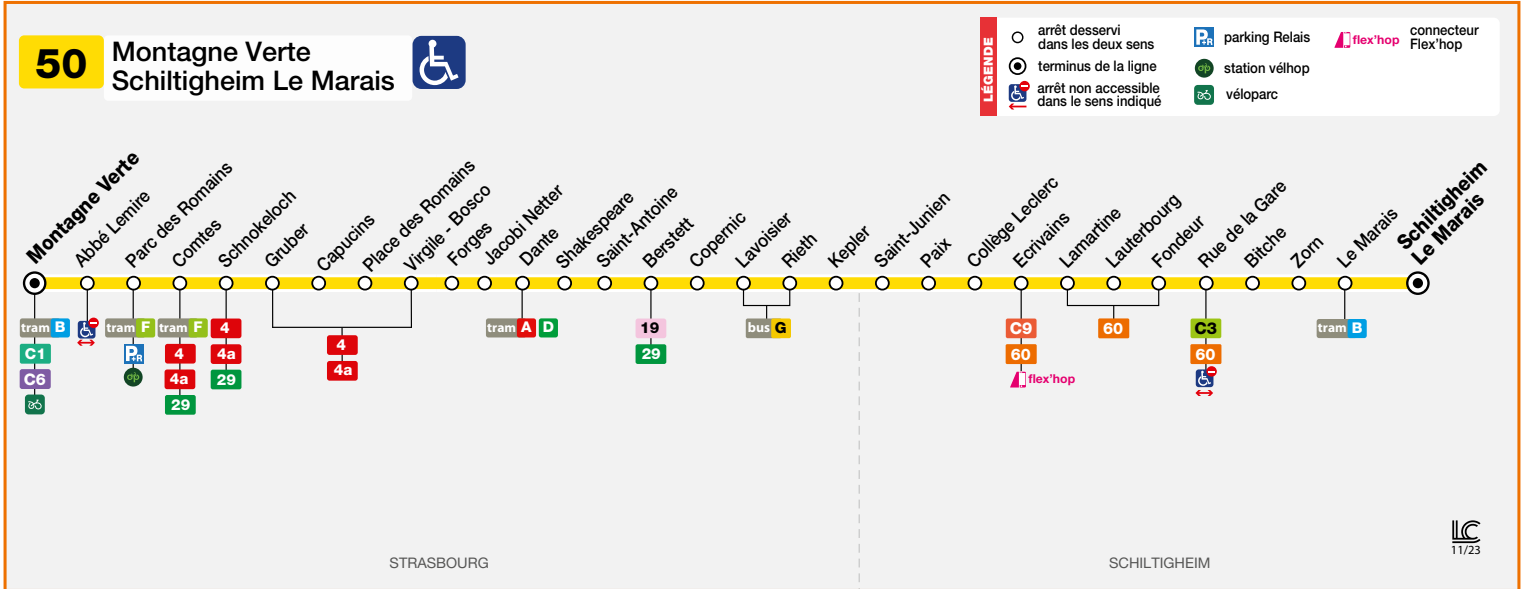 50
Montagne Verte
Schiltigheim Le Marais
LÉGENDE
arrêt desservi
dans les deux sens
terminus de la ligne
arrêt non accessible
dans le sens indiqué
P+R parking Relais
station vélhop
véloparc
flex'hop
connecteur
Flex'hop
Montagne Verte
Abbé Lemire
Parc des Romains
Comtes
Schnokeloch
Gruber
Capucins
Place des Romains
Virgile - Bosco
Forges
Jacobi Netter
Dante
Shakespeare
Saint-Antoine
Berstett
Copernic
Lavoisier
Rieth
Kepler
Saint-Junien
Paix
Collège Leclerc
Ecrivains
Lamartine
Lauterbourg
Fondeur
Rue de la Gare
Bitche
Zorn
Le Marais
Schiltigheim
Le Marais
tram B
C1
C6
tram F
P+R
tram F
4
4a
29
4
4a
29
4
4a
tram A D
19
29
bus G
C9
60
flex'hop
60
C3
60
tram B
STRASBOURG
SCHILTIGHEIM
LC
11/23